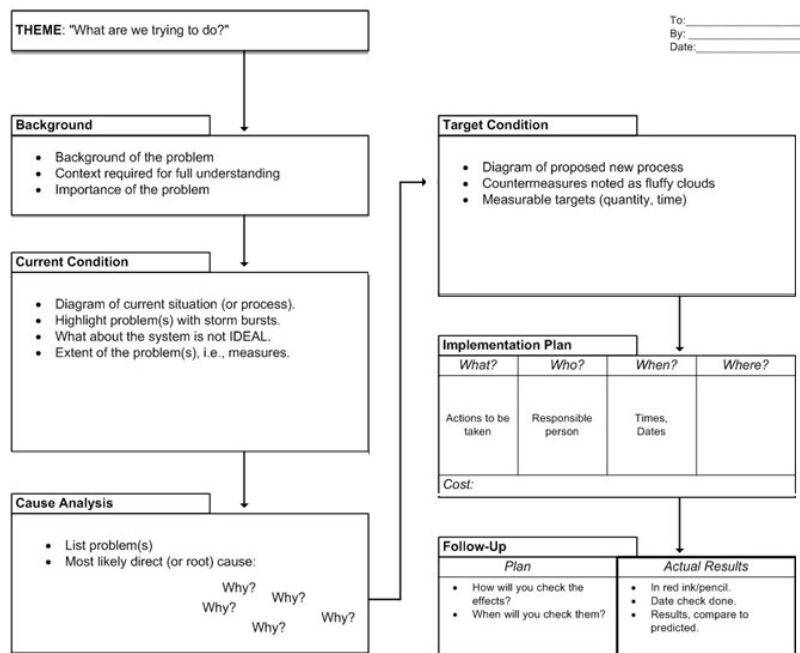 THEME: "What are we trying to do?"
To:
By:
Date:
Background
• Background of the problem
• Context required for full understanding
• Importance of the problem
Current Condition
• Diagram of current situation (or process).
• Highlight problem(s) with storm bursts.
• What about the system is not IDEAL.
• Extent of the problem(s), i.e., measures.
Cause Analysis
• List problem(s)
• Most likely direct (or root) cause:
Why?
Why?
Why?
Why?
Why?
Target Condition
• Diagram of proposed new process
• Countermeasures noted as fluffy clouds
• Measurable targets (quantity, time)
Implementation Plan
What? Who? When? Where?
Actions to be Responsible Times,
taken person Dates
Cost:
Follow-Up
Plan
• How will you check the
effects?
• When will you check them?
Actual Results
• In red ink/pencil.
• Date check done.
• Results, compare to
predicted.